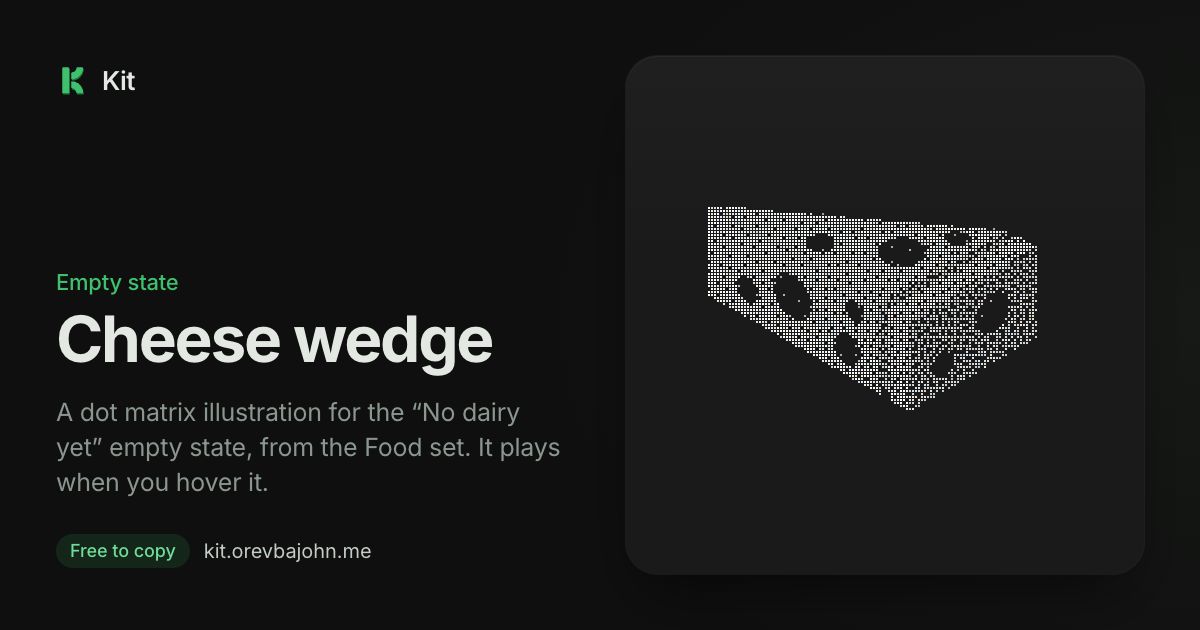 Kit
Empty state
Cheese wedge
A dot matrix illustration for the “No dairy
yet” empty state, from the Food set. It plays
when you hover it.
Free to copy
kit.orevbajohn.me